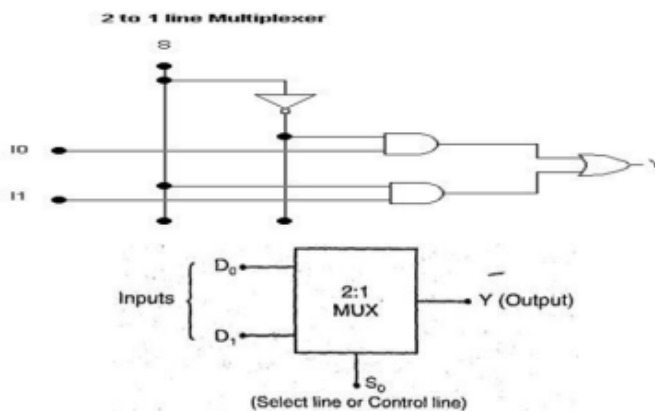 2 to 1 line Multiplexer
S
I0
I1
Y
D0
Inputs
2:1
MUX
Y (Output)
D1
S0
(Select line or Control line)